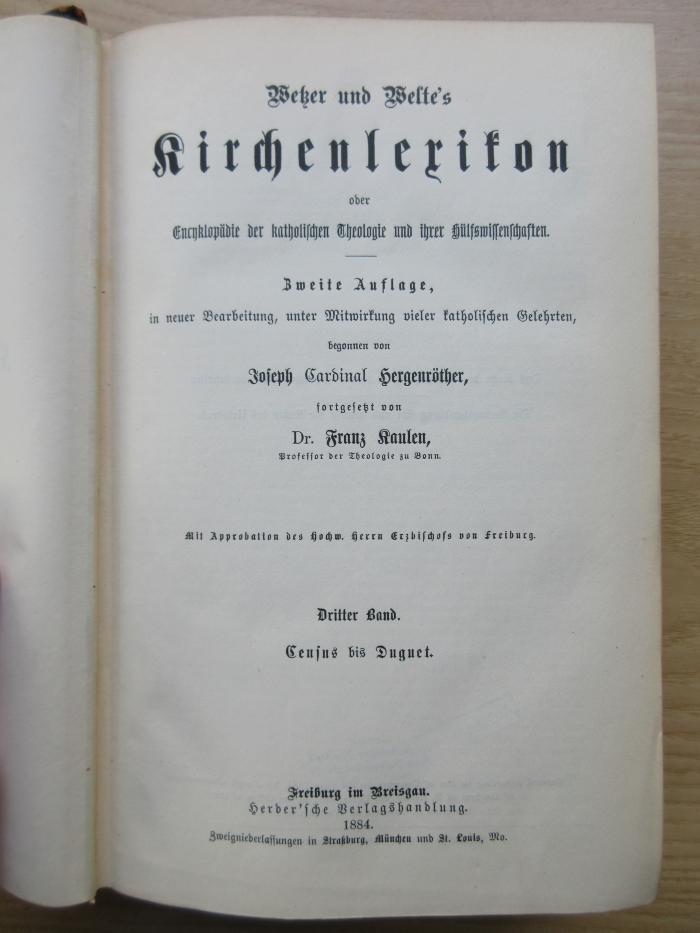 Wetzer und Welte's
Kirchenlexikon
oder
Encyklopädie der katholischen Theologie und ihrer Hülfswissenschaften.
Zweite Auflage,
in neuer Bearbeitung, unter Mitwirkung vieler katholischen Gelehrten,
begonnen von
Joseph Cardinal Hergenröther,
fortgesetzt von
Dr. Franz Kaulen,
Professor der Theologie zu Bonn.
Mit Approbation des Hochw. Herrn Erzbischofs von Freiburg.
Dritter Band.
Census bis Duguet.
Freiburg im Breisgau.
Herder'sche Verlagshandlung.
1884.
Zweigniederlassungen in Straßburg, München und St. Louis, Mo.